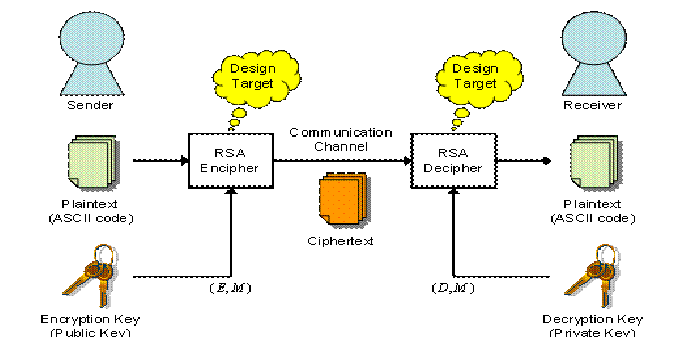 Sender
Design
Target
Design
Target
Receiver
Plaintext
(ASCII code)
RSA
Encipher
Communication
Channel
Ciphertext
RSA
Decipher
Plaintext
(ASCII code)
Encryption Key
(Public Key)
(E,M)
(D,M)
Decryption Key
(Private Key)